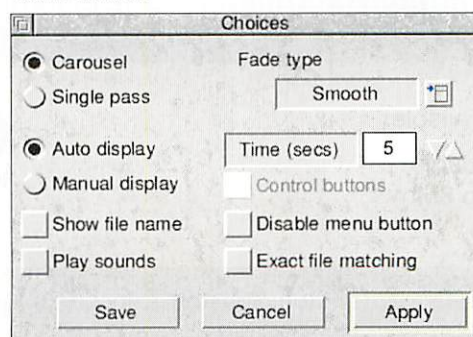 Choices
Carousel
Fade type
Single pass
Smooth
Auto display
Time (secs)
5
Manual display
Control buttons
Show file name
Disable menu button
Play sounds
Exact file matching
Save
Cancel
Apply